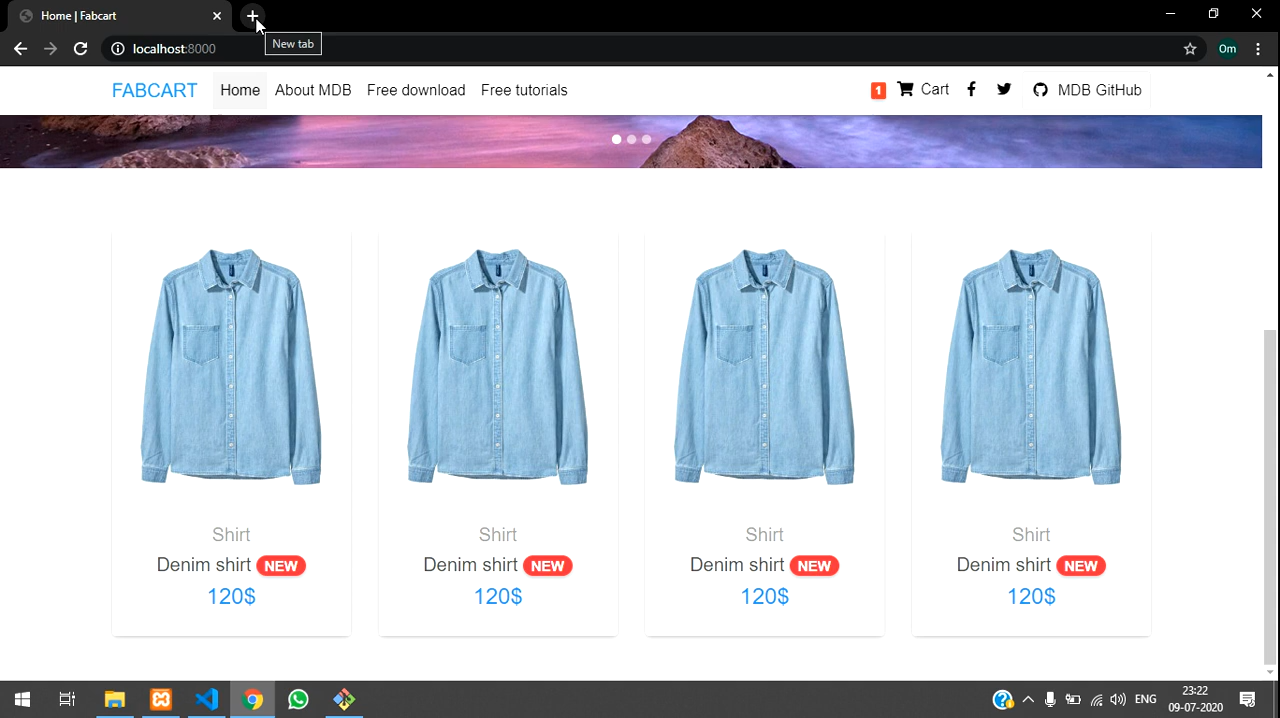 Home | Fabcart
New tab
localhost:8000
Om
FABCART Home About MDB Free download Free tutorials 1 Cart MDB GitHub
Shirt Shirt Shirt Shirt
Denim shirt NEW Denim shirt NEW Denim shirt NEW Denim shirt NEW
120$ 120$ 120$ 120$
ENG
23:22
09-07-2020